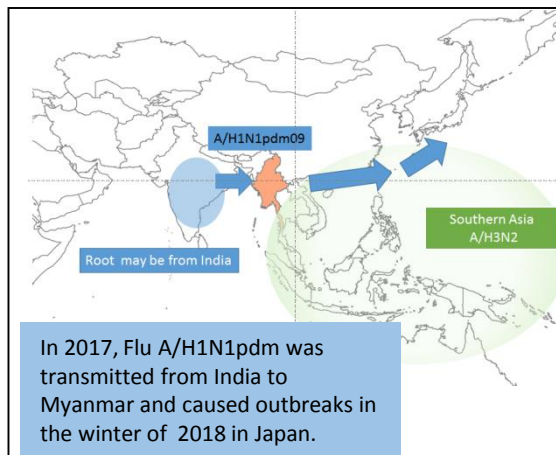 A/H1N1pdm09
Southern Asia
A/H3N2
Root may be from India
In 2017, Flu A/H1N1pdm was
transmitted from India to
Myanmar and caused outbreaks in
the winter of 2018 in Japan.